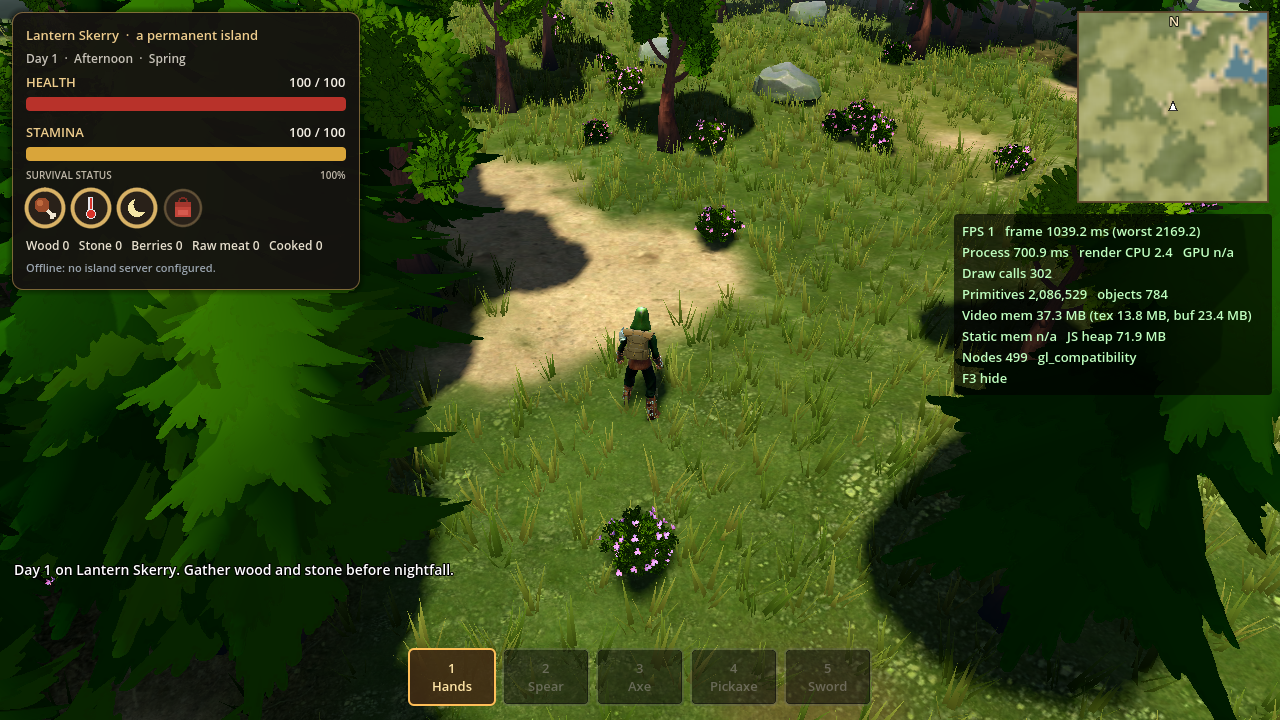 Lantern Skerry · a permanent island
Day 1 · Afternoon · Spring
HEALTH 100 / 100
STAMINA 100 / 100
SURVIVAL STATUS 100%
Wood 0 Stone 0 Berries 0 Raw meat 0 Cooked 0
Offline: no island server configured.
N
FPS 1 frame 1039.2 ms (worst 2169.2)
Process 700.9 ms render CPU 2.4 GPU n/a
Draw calls 302
Primitives 2,086,529 objects 784
Video mem 37.3 MB (tex 13.8 MB, buf 23.4 MB)
Static mem n/a JS heap 71.9 MB
Nodes 499 gl_compatibility
F3 hide
Day 1 on Lantern Skerry. Gather wood and stone before nightfall.
1 2 3 4 5
Hands Spear Axe Pickaxe Sword